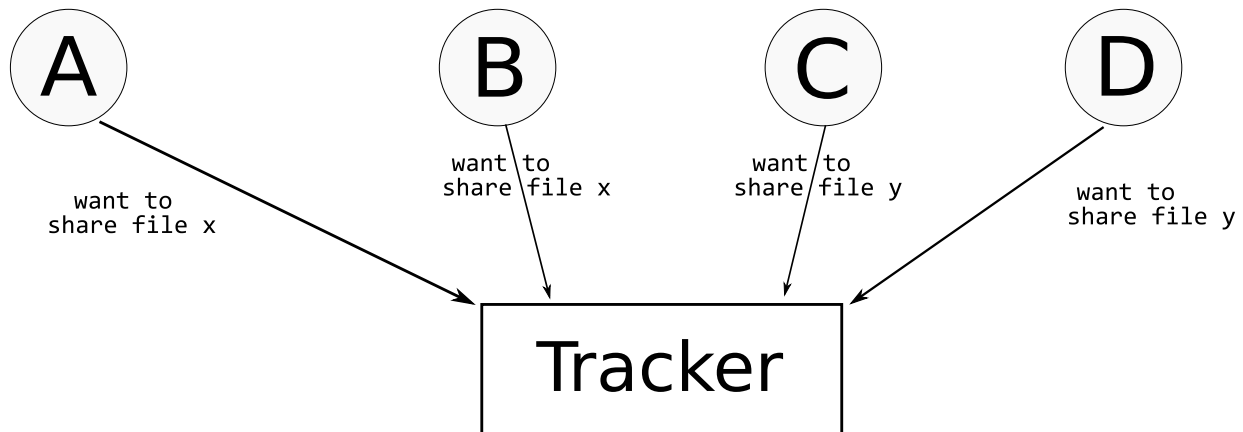 A
B
C
D
want to
share file x
want to
share file x
want to
share file y
want to
share file y
Tracker